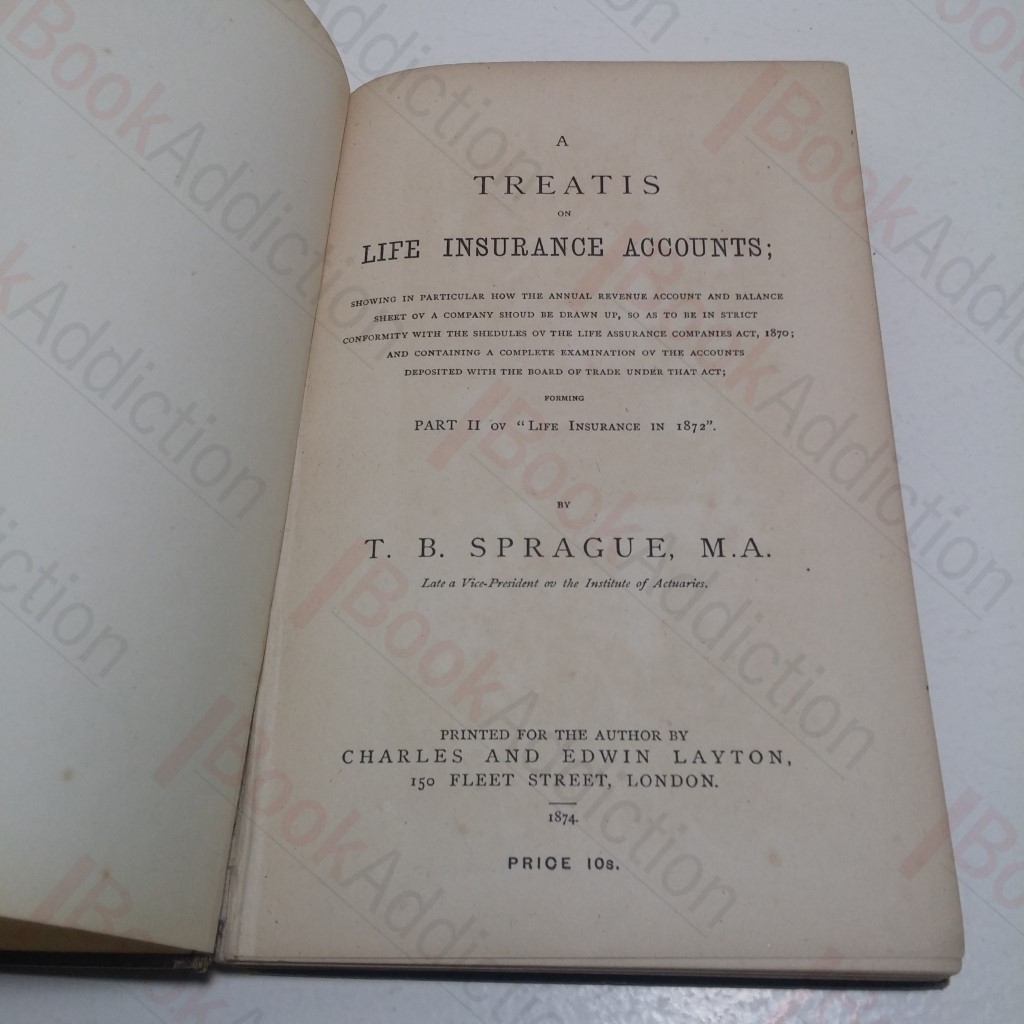 A
TREATIS
ON
LIFE INSURANCE ACCOUNTS;
SHOWING IN PARTICULAR HOW THE ANNUAL REVENUE ACCOUNT AND BALANCE
SHEET OV A COMPANY SHOUD BE DRAWN UP, SO AS TO BE IN STRICT
CONFORMITY WITH THE SHEDULES OV THE LIFE ASSURANCE COMPANIES ACT, 1870;
AND CONTAINING A COMPLETE EXAMINATION OV THE ACCOUNTS
DEPOSITED WITH THE BOARD OF TRADE UNDER THAT ACT;
FORMING
PART II OV "LIFE INSURANCE IN 1872".
BY
T. B. SPRAGUE, M.A.
Late a Vice-President ov the Institute of Actuaries.
PRINTED FOR THE AUTHOR BY
CHARLES AND EDWIN LAYTON,
150 FLEET STREET, LONDON.
1874.
PRICE 10s.
BookAddiction